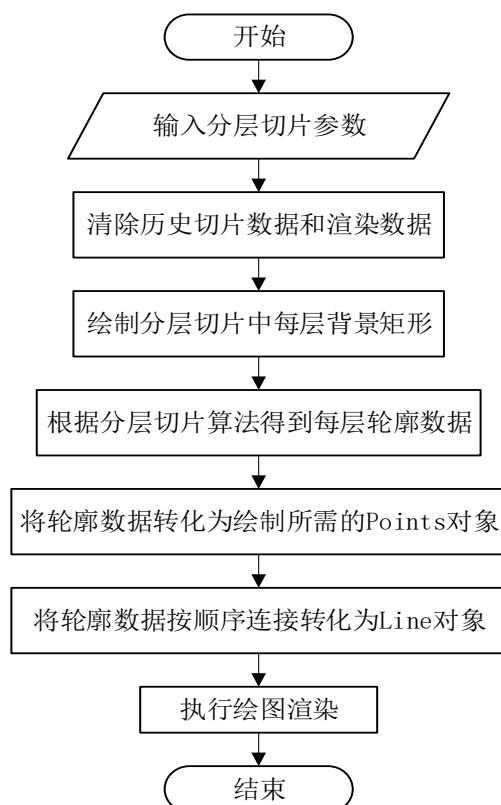 开始
输入分层切片参数
清除历史切片数据和渲染数据
绘制分层切片中每层背景矩形
根据分层切片算法得到每层轮廓数据
将轮廓数据转化为绘制所需的Points对象
将轮廓数据按顺序连接转化为Line对象
执行绘图渲染
结束